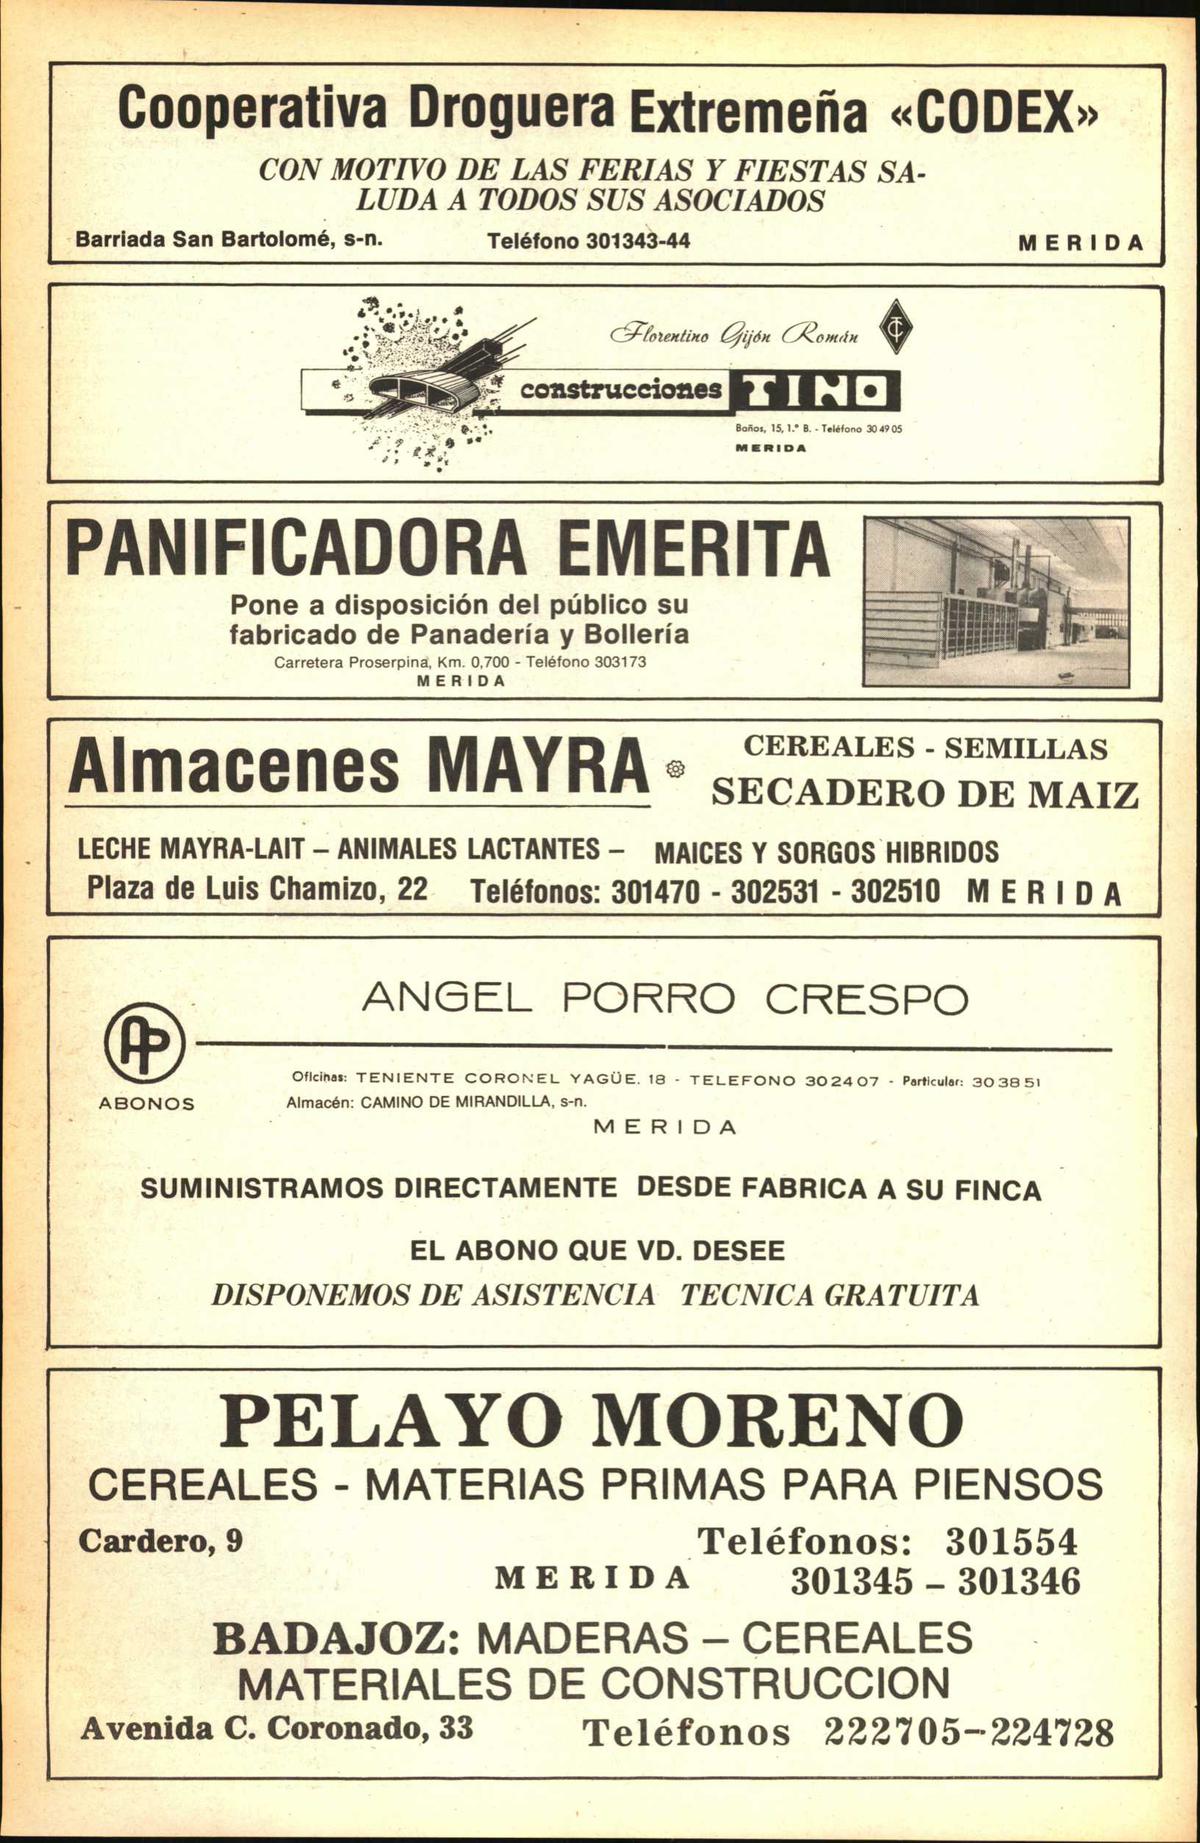 Cooperativa Droguera Extremeña «CODEX»
CON MOTIVO DE LAS FERIAS Y FIESTAS SA-
LUDA A TODOS SUS ASOCIADOS
Barriada San Bartolomé, s-n. Teléfono 301343-44 MERIDA
Florentino Gijón Román
construcciones TINO
Baños, 15, 1.º B. - Teléfono 30 49 05
MERIDA
PANIFICADORA EMERITA
Pone a disposición del público su
fabricado de Panadería y Bollería
Carretera Proserpina, Km. 0,700 - Teléfono 303173
MERIDA
Almacenes MAYRA
CEREALES - SEMILLAS
SECADERO DE MAIZ
LECHE MAYRA-LAIT – ANIMALES LACTANTES – MAICES Y SORGOS HIBRIDOS
Plaza de Luis Chamizo, 22 Teléfonos: 301470 - 302531 - 302510 MERIDA
ANGEL PORRO CRESPO
AP
ABONOS
Oficinas: TENIENTE CORONEL YAGÜE. 18 - TELEFONO 302407 - Particular: 303851
Almacén: CAMINO DE MIRANDILLA, s-n.
MERIDA
SUMINISTRAMOS DIRECTAMENTE DESDE FABRICA A SU FINCA
EL ABONO QUE VD. DESEE
DISPONEMOS DE ASISTENCIA TECNICA GRATUITA
PELAYO MORENO
CEREALES - MATERIAS PRIMAS PARA PIENSOS
Cardero, 9 Teléfonos: 301554
MERIDA 301345 – 301346
BADAJOZ: MADERAS – CEREALES
MATERIALES DE CONSTRUCCION
Avenida C. Coronado, 33 Teléfonos 222705-224728